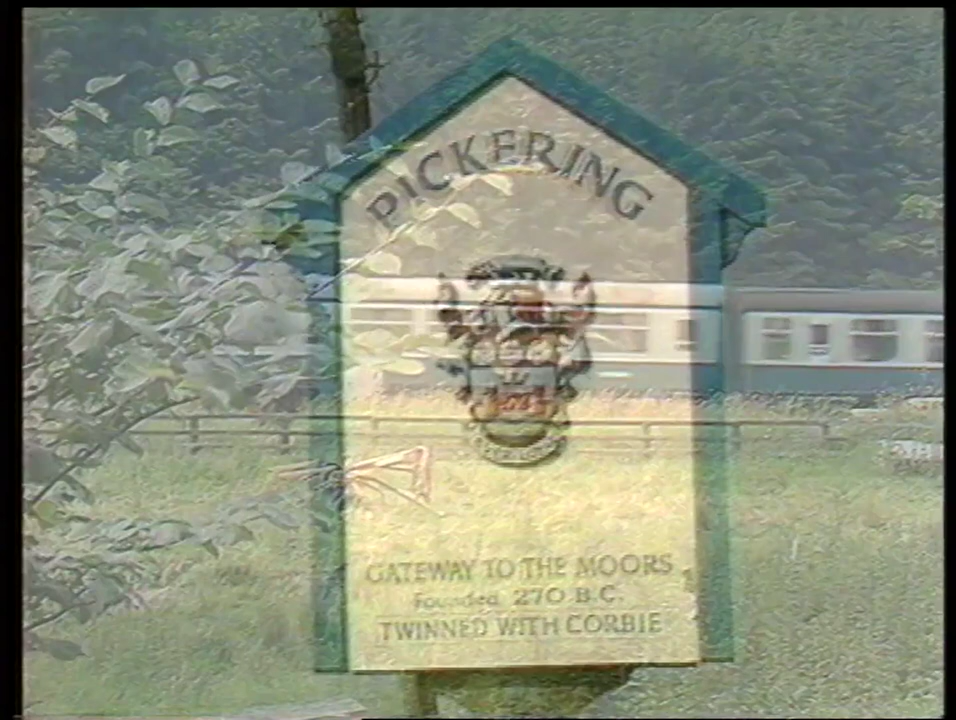 PICKERING
GATEWAY TO THE MOORS
Founded 270 B.C.
TWINNED WITH CORBIE